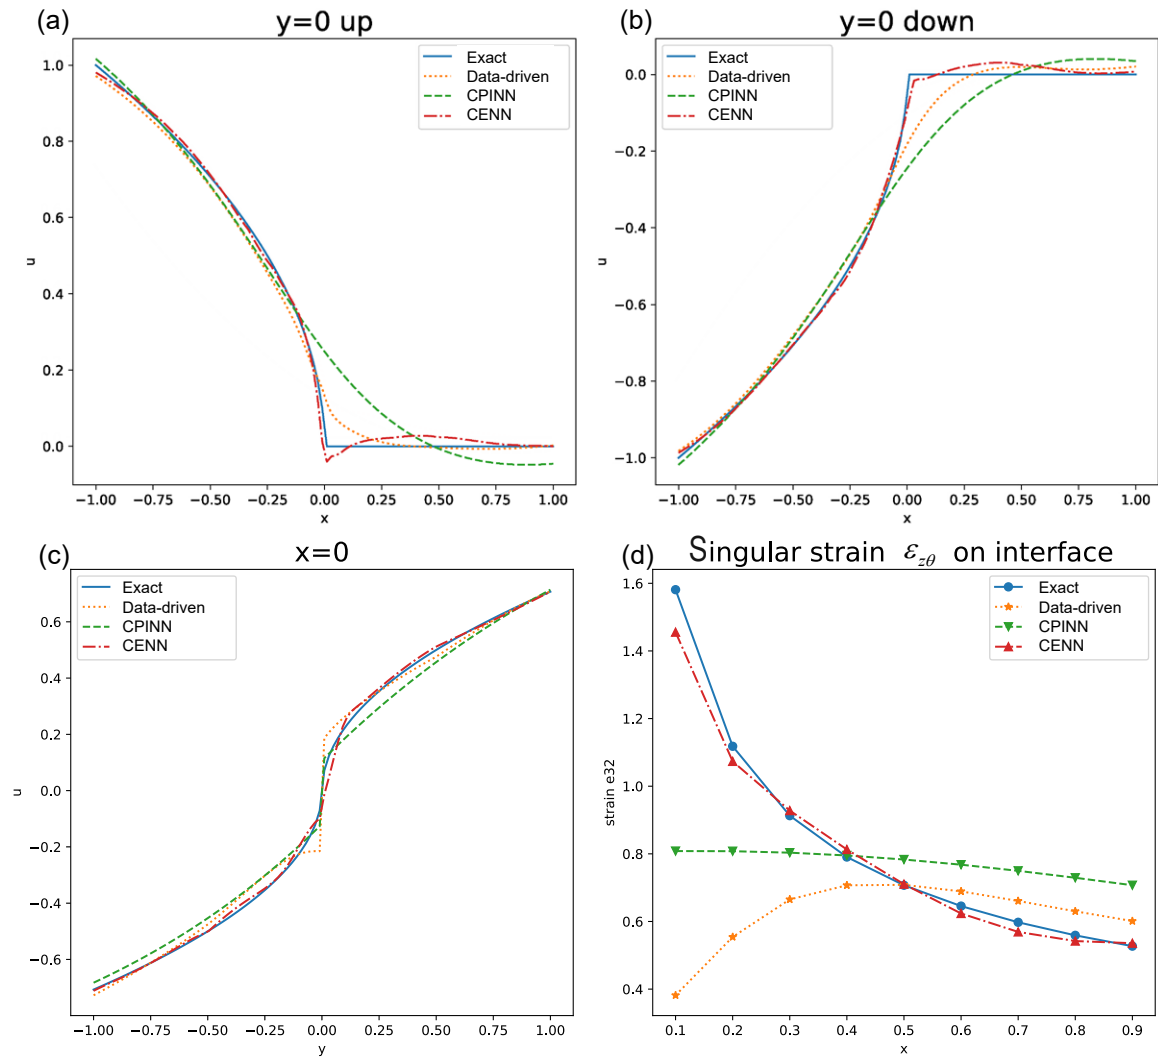 (a)
y=0 up
Exact
Data-driven
CPINN
CENN
1.0
0.8
0.6
0.4
0.2
0.0
u
−1.00 −0.75 −0.50 −0.25 0.00 0.25 0.50 0.75 1.00
x
(b)
y=0 down
Exact
Data-driven
CPINN
CENN
0.0
−0.2
−0.4
−0.6
−0.8
−1.0
u
−1.00 −0.75 −0.50 −0.25 0.00 0.25 0.50 0.75 1.00
x
(c)
x=0
Exact
Data-driven
CPINN
CENN
0.6
0.4
0.2
0.0
−0.2
−0.4
−0.6
u
−1.00 −0.75 −0.50 −0.25 0.00 0.25 0.50 0.75 1.00
y
(d)
Singular strain ε_{zθ} on interface
Exact
Data-driven
CPINN
CENN
1.6
1.4
1.2
1.0
0.8
0.6
0.4
strain e32
0.1 0.2 0.3 0.4 0.5 0.6 0.7 0.8 0.9
x